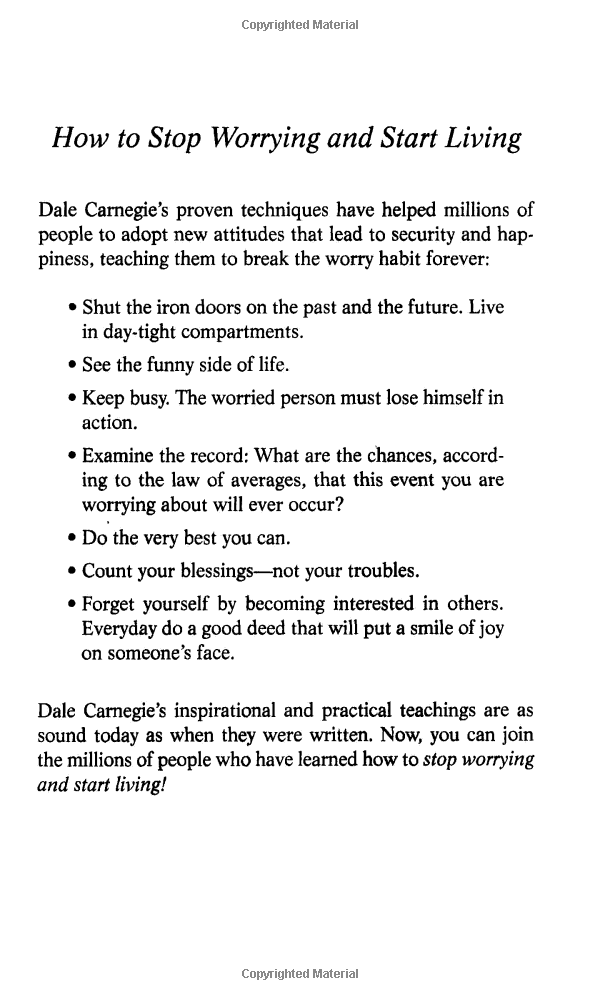 Copyrighted Material
How to Stop Worrying and Start Living
Dale Carnegie's proven techniques have helped millions of
people to adopt new attitudes that lead to security and hap-
piness, teaching them to break the worry habit forever:
• Shut the iron doors on the past and the future. Live
in day-tight compartments.
• See the funny side of life.
• Keep busy. The worried person must lose himself in
action.
• Examine the record: What are the chances, accord-
ing to the law of averages, that this event you are
worrying about will ever occur?
• Do the very best you can.
• Count your blessings—not your troubles.
• Forget yourself by becoming interested in others.
Everyday do a good deed that will put a smile of joy
on someone's face.
Dale Carnegie's inspirational and practical teachings are as
sound today as when they were written. Now, you can join
the millions of people who have learned how to stop worrying
and start living!
Copyrighted Material